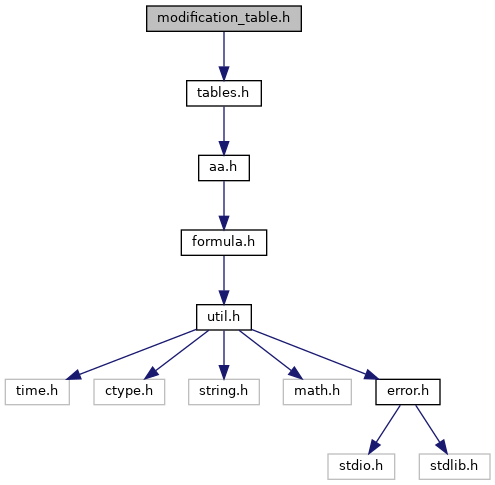 modification_table.h
tables.h
aa.h
formula.h
util.h
time.h
ctype.h
string.h
math.h
error.h
stdio.h
stdlib.h